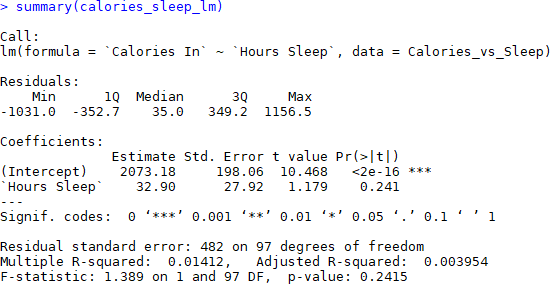 > summary(calories_sleep_lm)
Call:
lm(formula = `Calories In` ~ `Hours Sleep`, data = Calories_vs_Sleep)
Residuals:
    Min      1Q  Median      3Q     Max
-1031.0  -352.7    35.0   349.2  1156.5
Coefficients:
              Estimate Std. Error t value Pr(>|t|)
(Intercept)    2073.18     198.06  10.468   <2e-16 ***
`Hours Sleep`    32.90      27.92   1.179    0.241
---
Signif. codes:  0 ‘***’ 0.001 ‘**’ 0.01 ‘*’ 0.05 ‘.’ 0.1 ‘ ’ 1
Residual standard error: 482 on 97 degrees of freedom
Multiple R-squared:  0.01412,	Adjusted R-squared:  0.003954
F-statistic: 1.389 on 1 and 97 DF,  p-value: 0.2415